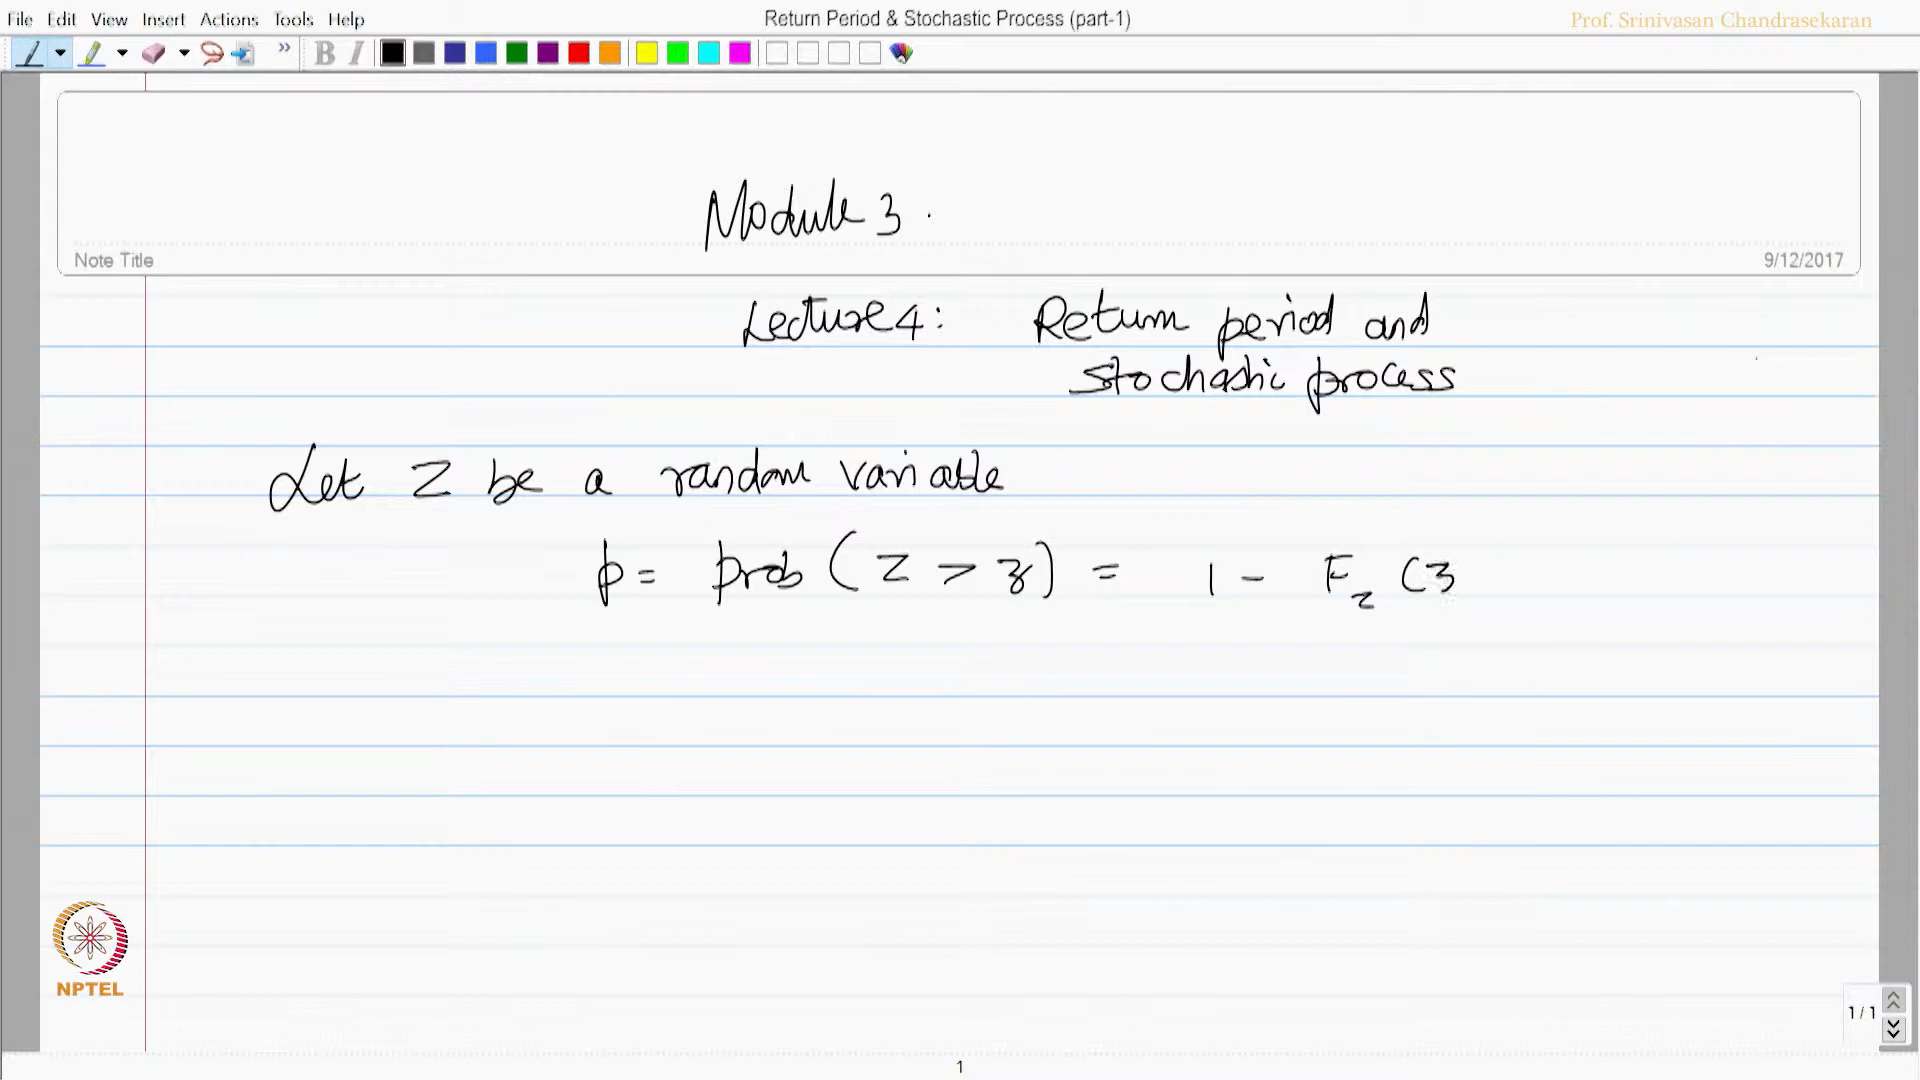 File Edit View Insert Actions Tools Help
Return Period & Stochastic Process (part-1)
Prof. Srinivasan Chandrasekaran
B I
Module 3.
Note Title
9/12/2017
Lecture 4: Return period and
stochastic process
Let Z be a random variable
p = prob (Z > z) = 1 - F_z (z
NPTEL
1 / 1
1